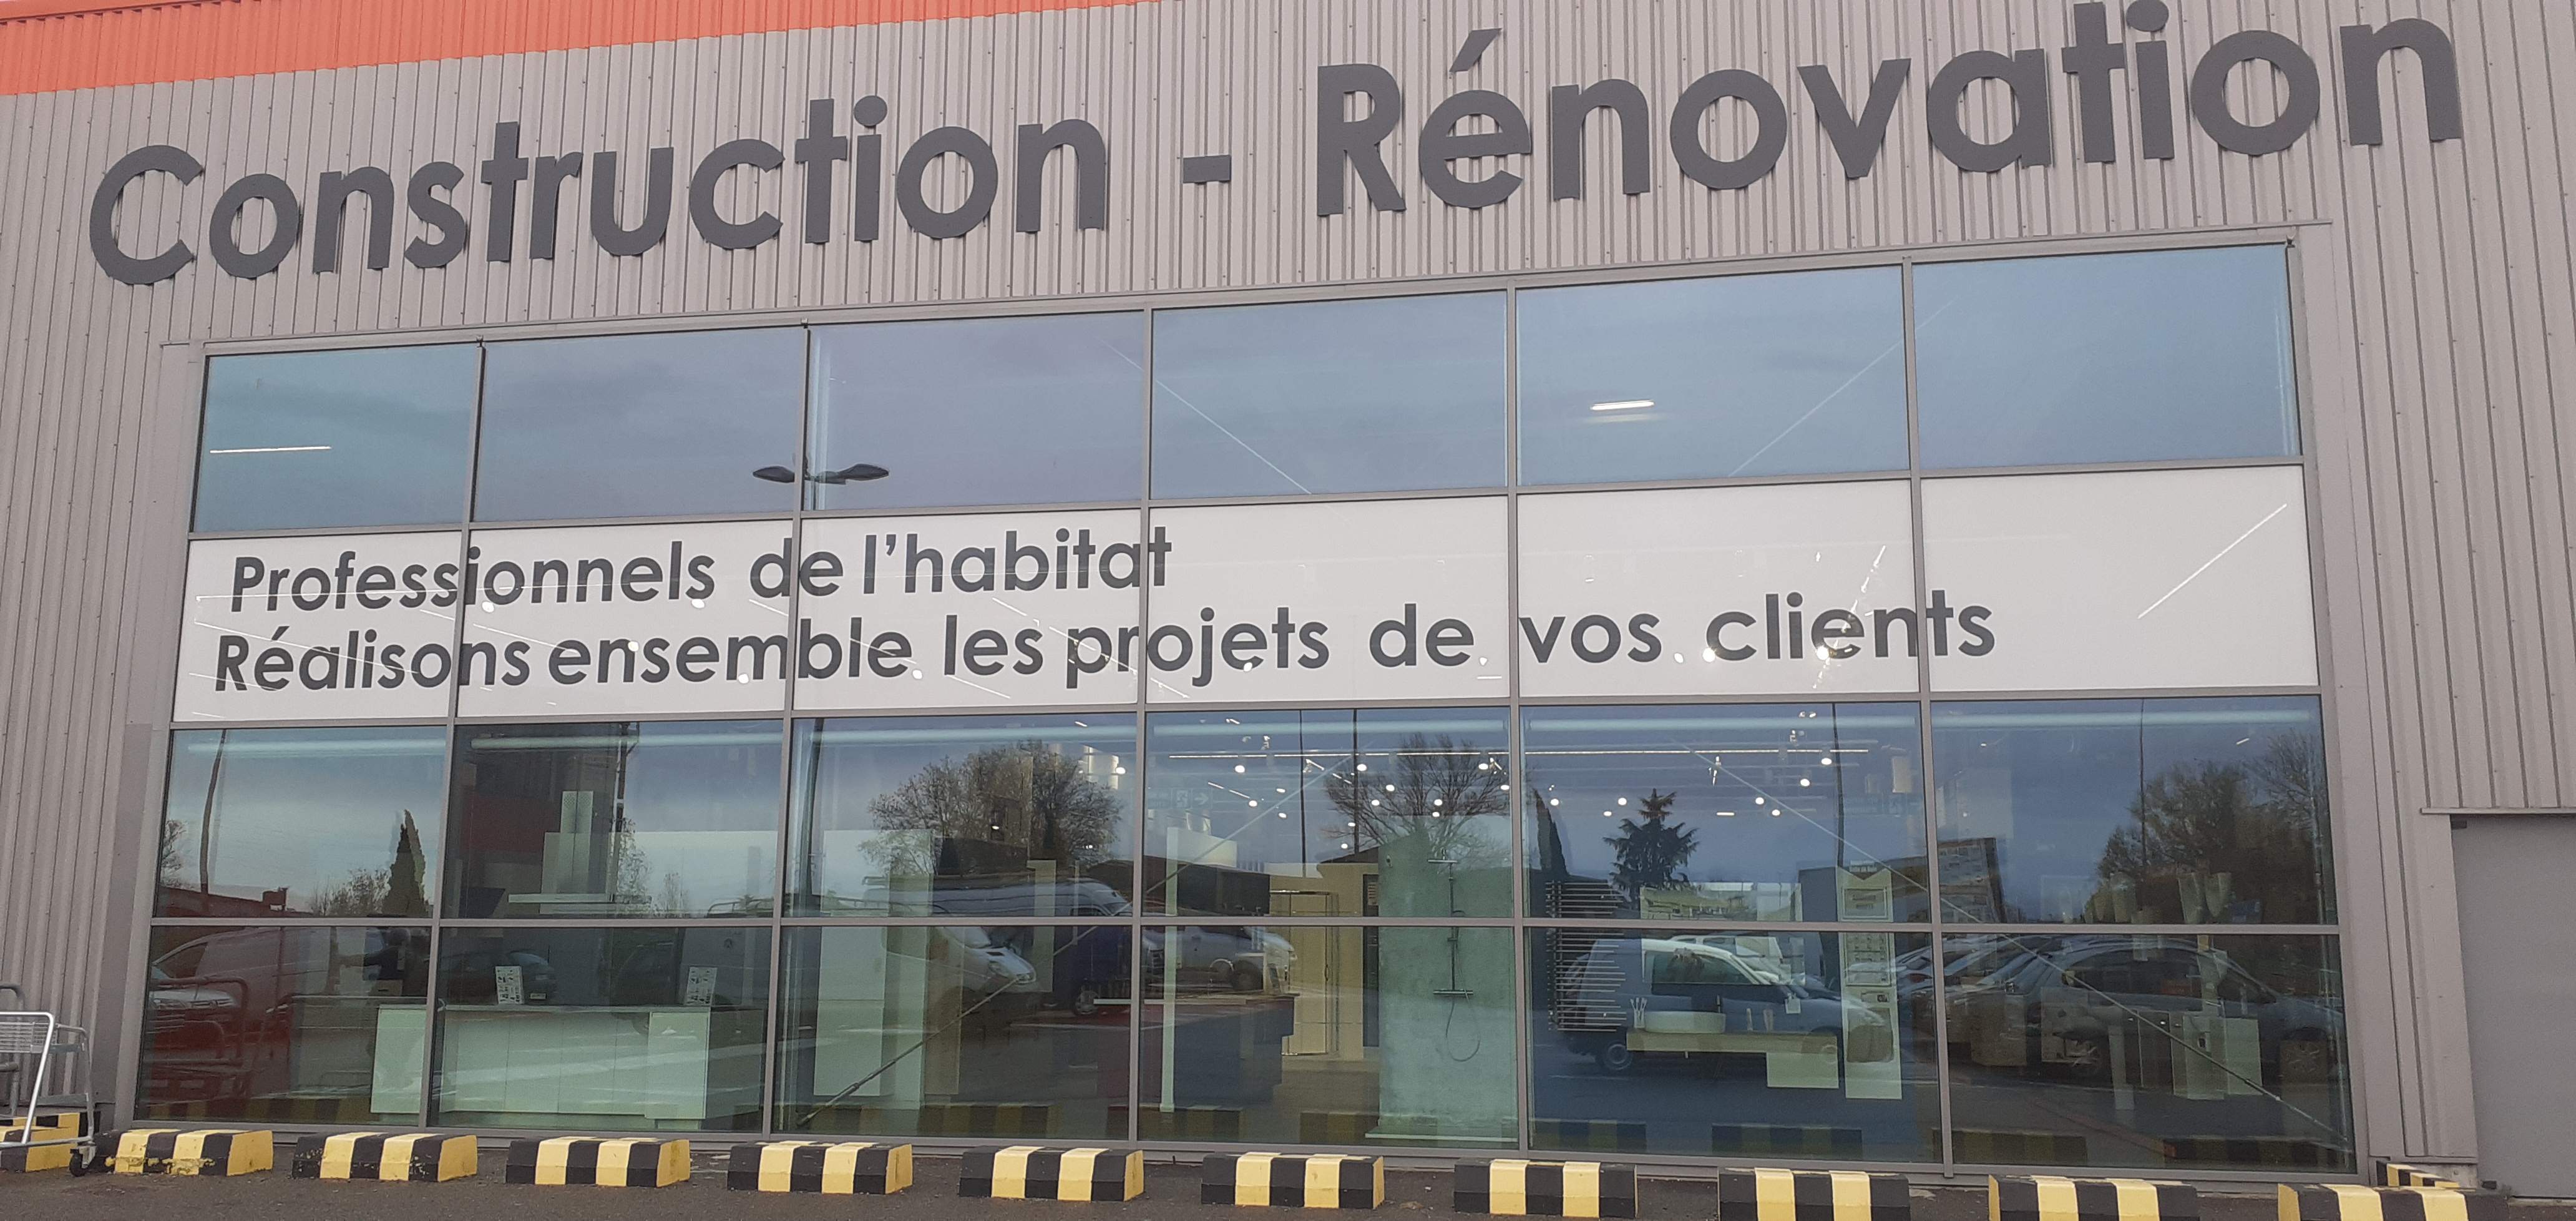 Construction - Rénovation
Professionnels de l'habitat
Réalisons ensemble les projets de vos clients